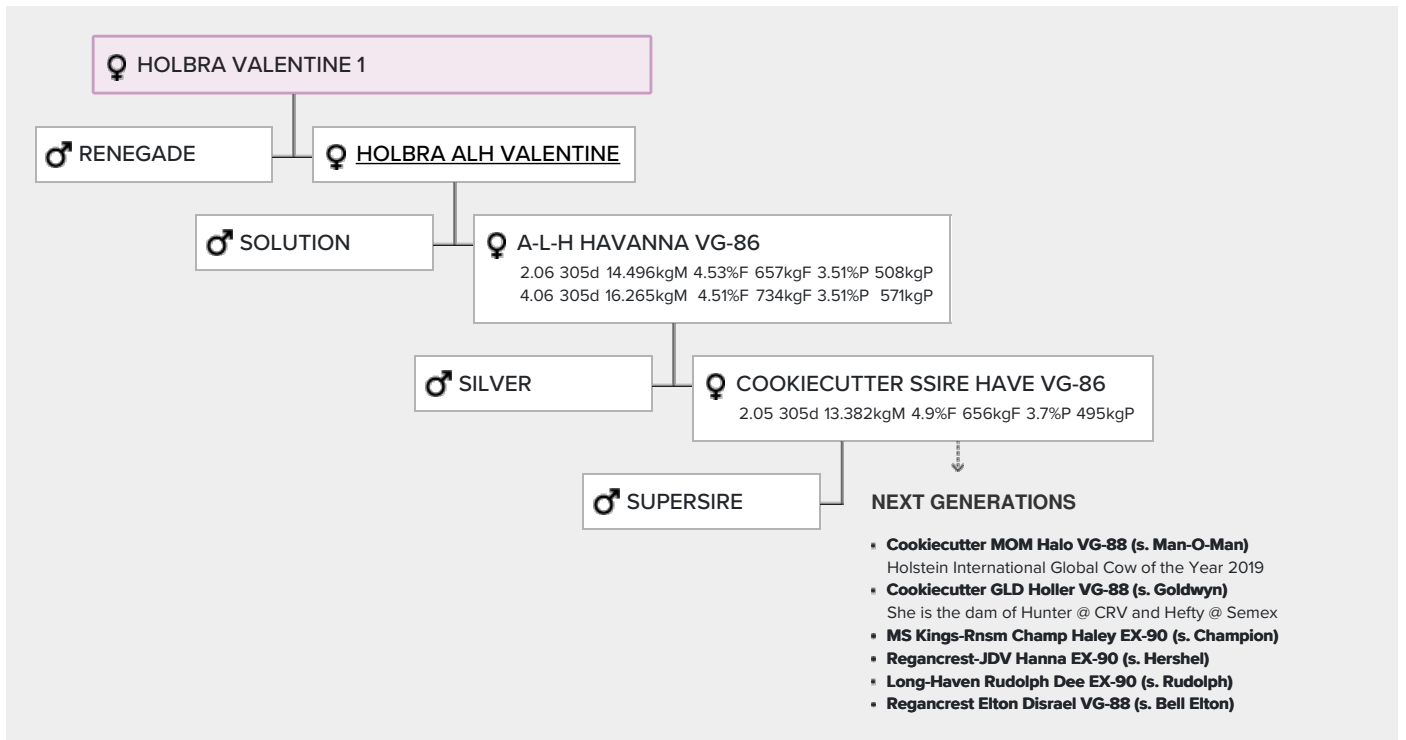 HOLBRA VALENTINE 1
RENEGADE
HOLBRA ALH VALENTINE
SOLUTION
A-L-H HAVANNA VG-86
2.06 305d 14.496kgM 4.53%F 657kgF 3.51%P 508kgP
4.06 305d 16.265kgM 4.51%F 734kgF 3.51%P 571kgP
SILVER
COOKIECUTTER SSIRE HAVE VG-86
2.05 305d 13.382kgM 4.9%F 656kgF 3.7%P 495kgP
SUPERSIRE
NEXT GENERATIONS
Cookiecutter MOM Halo VG-88 (s. Man-O-Man)
Holstein International Global Cow of the Year 2019
Cookiecutter GLD Holler VG-88 (s. Goldwyn)
She is the dam of Hunter @ CRV and Hefty @ Semex
MS Kings-Rnsm Champ Haley EX-90 (s. Champion)
Regancrest-JDV Hanna EX-90 (s. Hershel)
Long-Haven Rudolph Dee EX-90 (s. Rudolph)
Regancrest Elton Disrael VG-88 (s. Bell Elton)